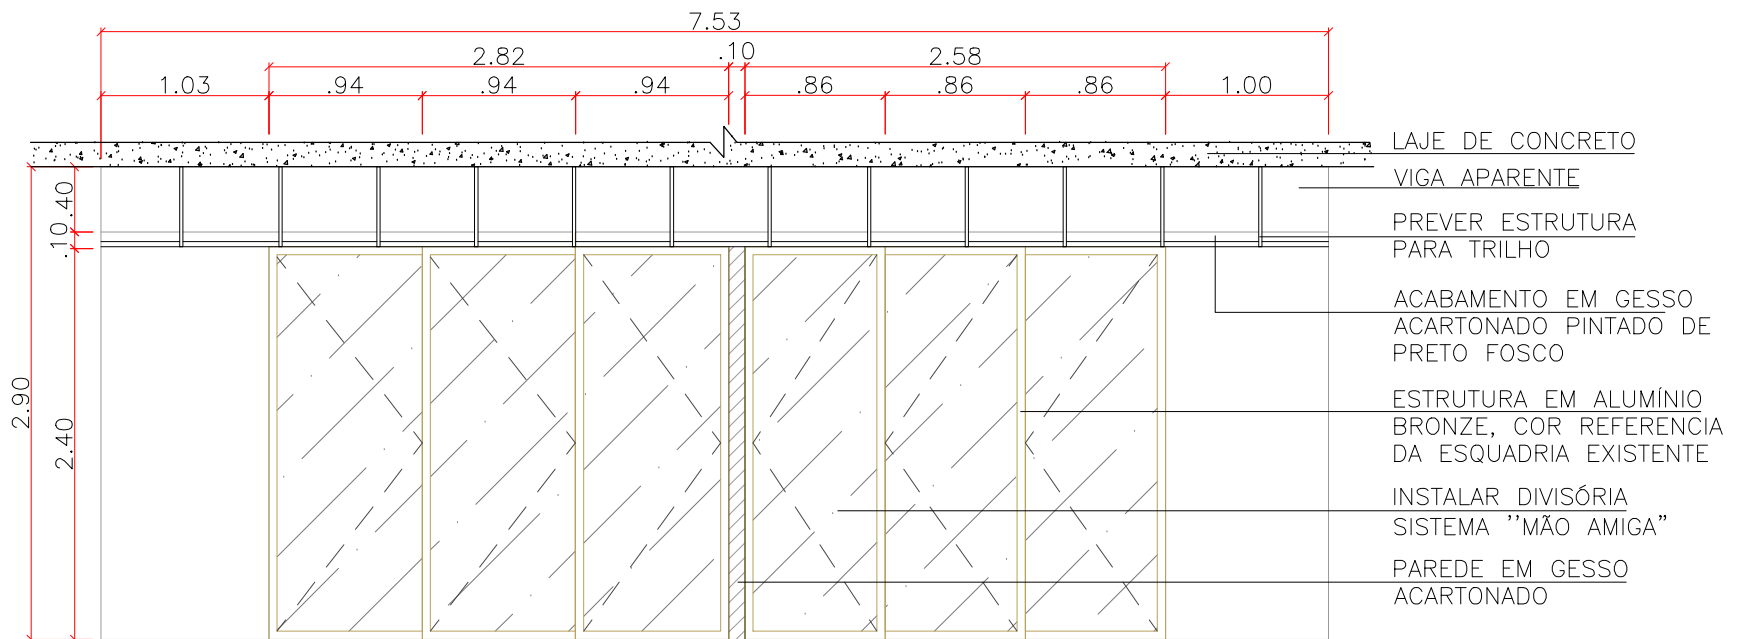 7.53
2.82
.10
2.58
1.03
.94
.94
.94
.86
.86
.86
1.00
LAJE DE CONCRETO
VIGA APARENTE
PREVER ESTRUTURA
PARA TRILHO
ACABAMENTO EM GESSO
ACARTONADO PINTADO DE
PRETO FOSCO
ESTRUTURA EM ALUMÍNIO
BRONZE, COR REFERENCIA
DA ESQUADRIA EXISTENTE
INSTALAR DIVISÓRIA
SISTEMA ''MÃO AMIGA"
PAREDE EM GESSO
ACARTONADO
.40
.10
2.90
2.40